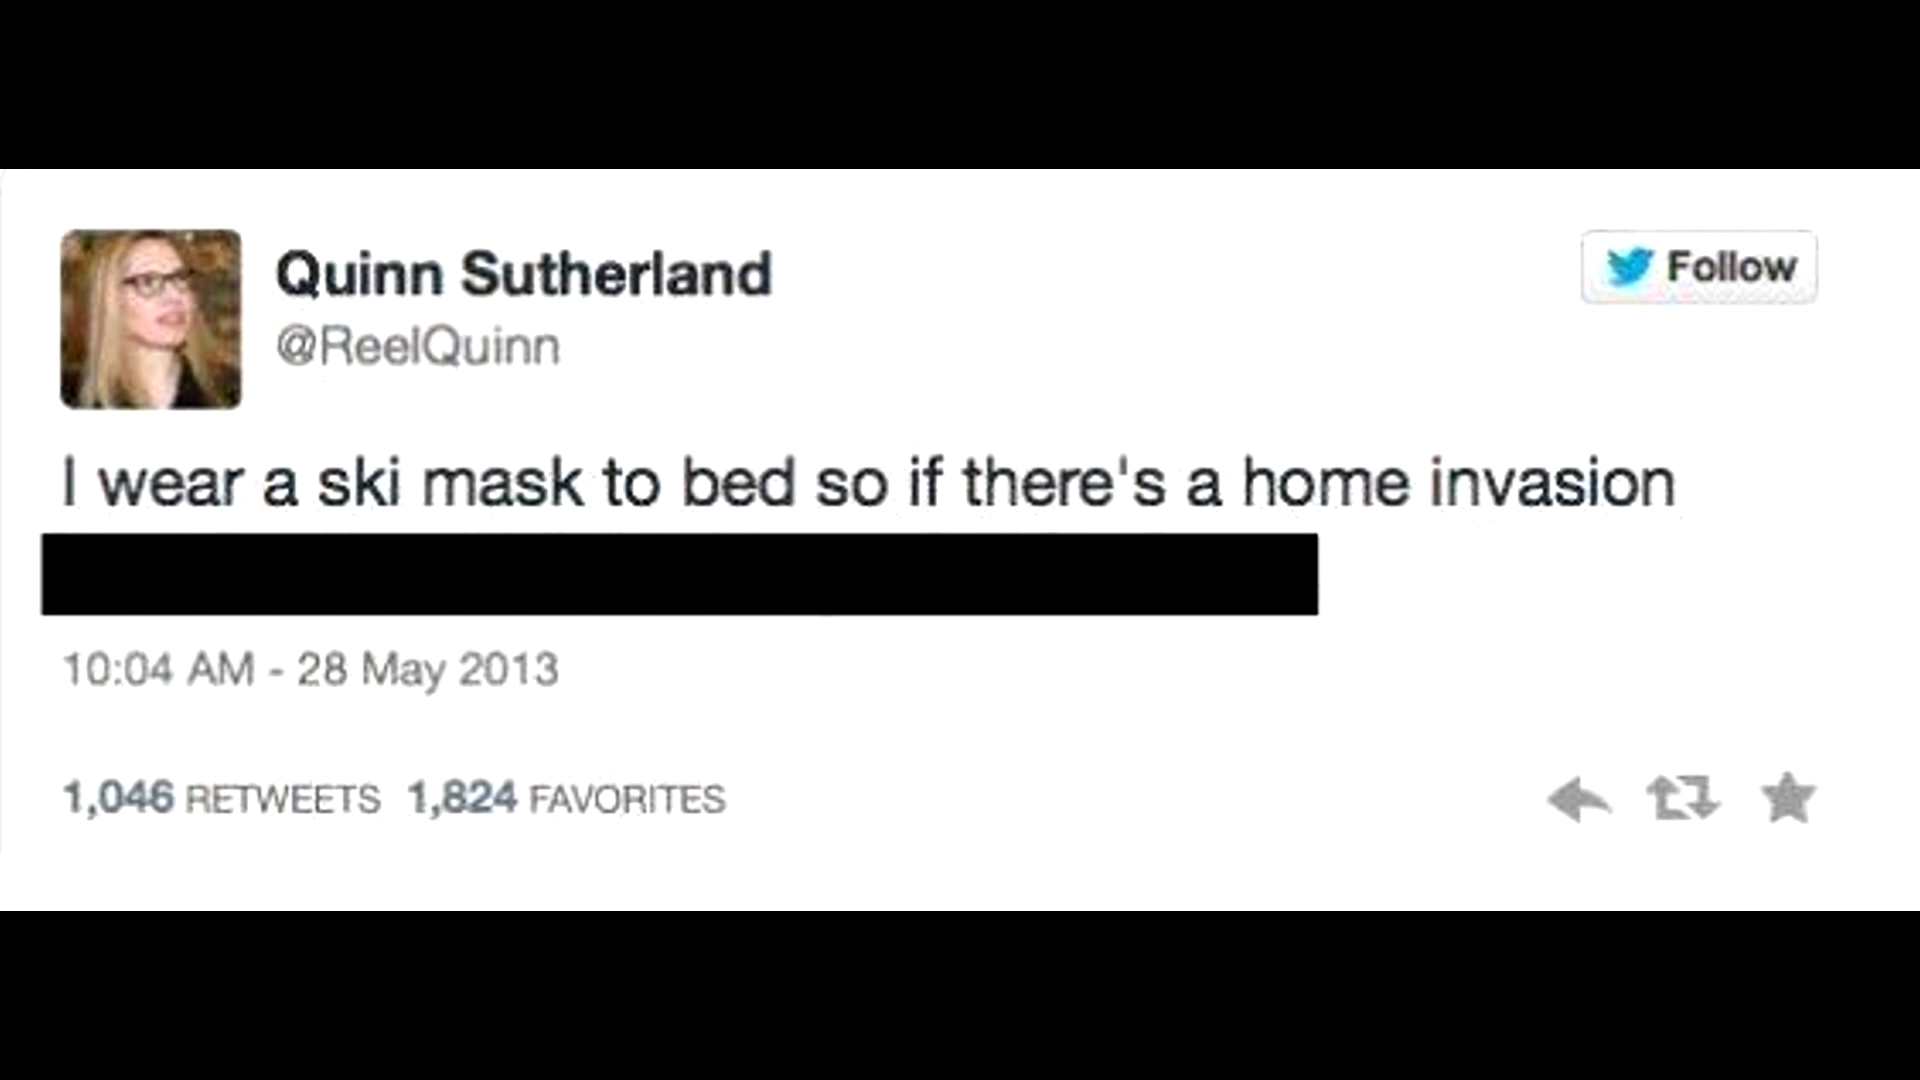 Quinn Sutherland
Follow
@ReelQuinn
I wear a ski mask to bed so if there's a home invasion
10:04 AM - 28 May 2013
1,046 RETWEETS 1,824 FAVORITES